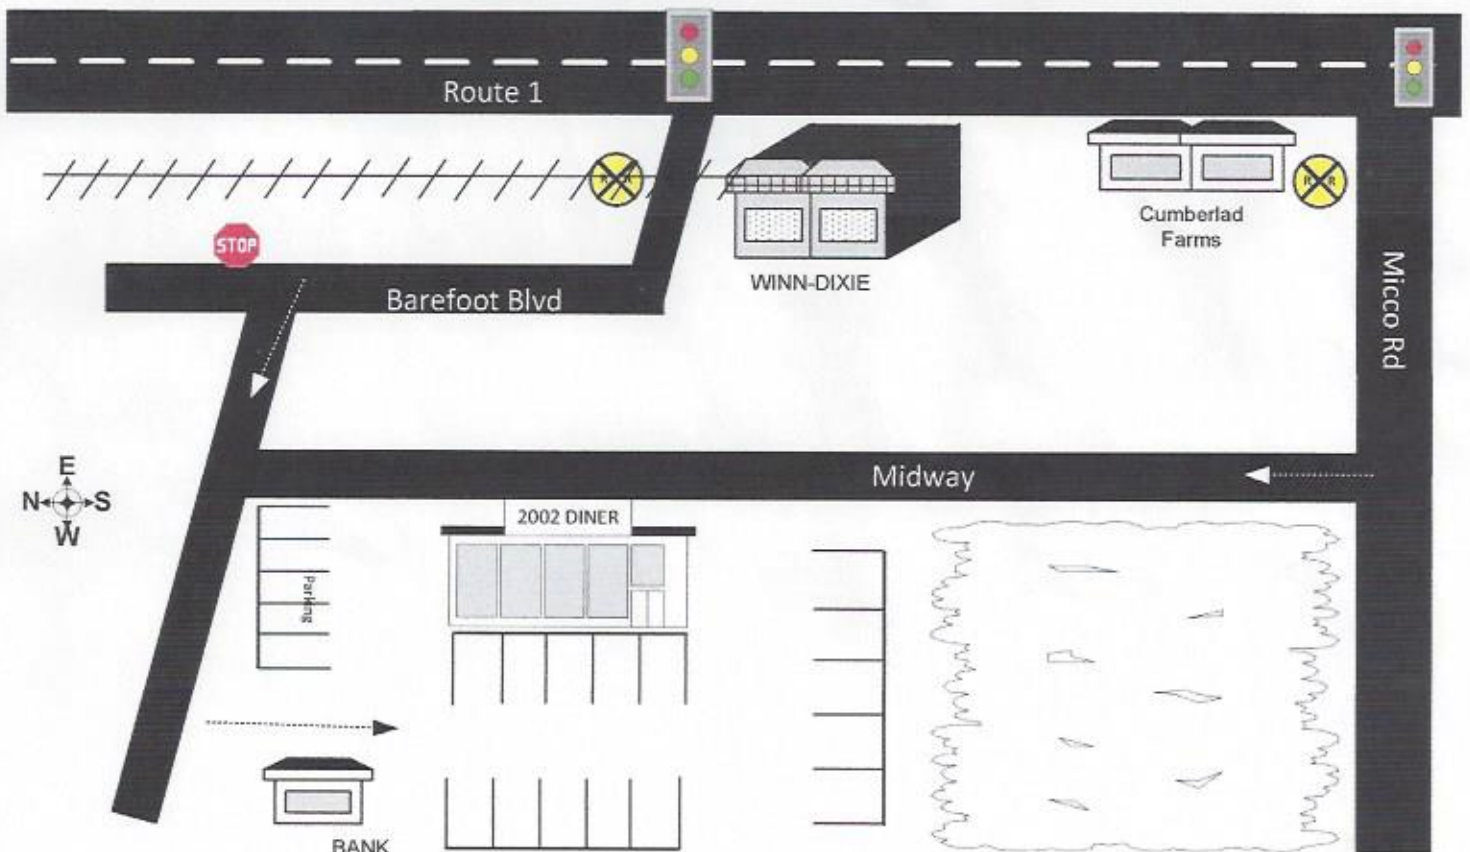 Route 1
R R
R R
Cumberlad
Farms
STOP
WINN-DIXIE
Barefoot Blvd
Micco Rd
E
N S
W
Midway
2002 DINER
Parking
BANK